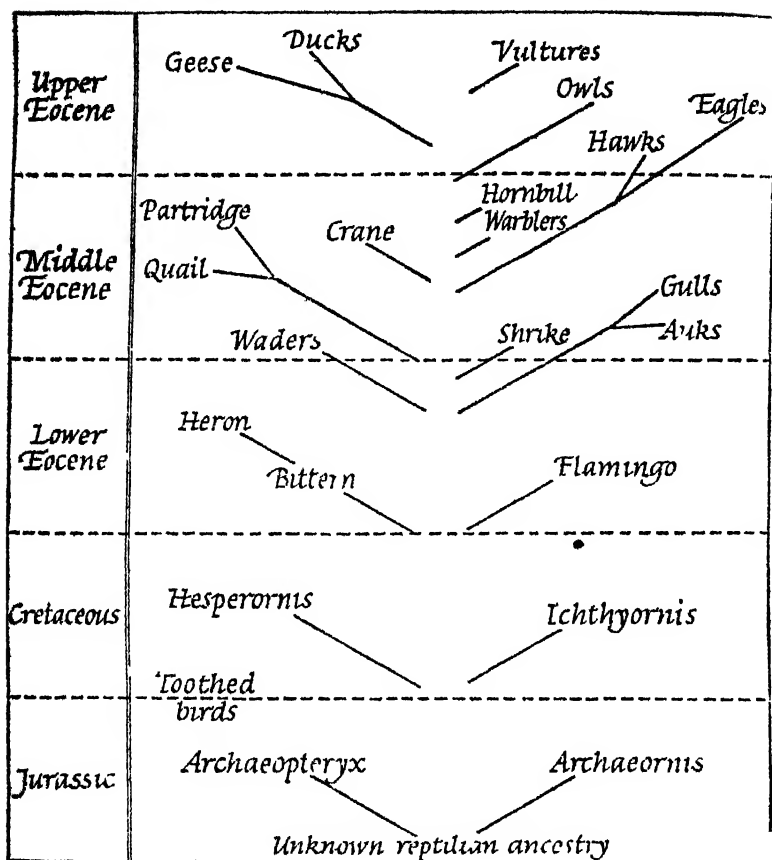 Ducks
Geese
Vultures
Upper
Eocene
Owls
Eagles
Hawks
Partridge
Crane
Hornbill
Warblers
Middle
Eocene
Quail
Gulls
Waders
Shrike
Auks
Heron
Lower
Eocene
Bittern
Flamingo
Cretaceous
Hesperornis
Ichthyornis
Toothed
birds
Jurassic
Archaeopteryx
Archaeornis
Unknown reptilian ancestry